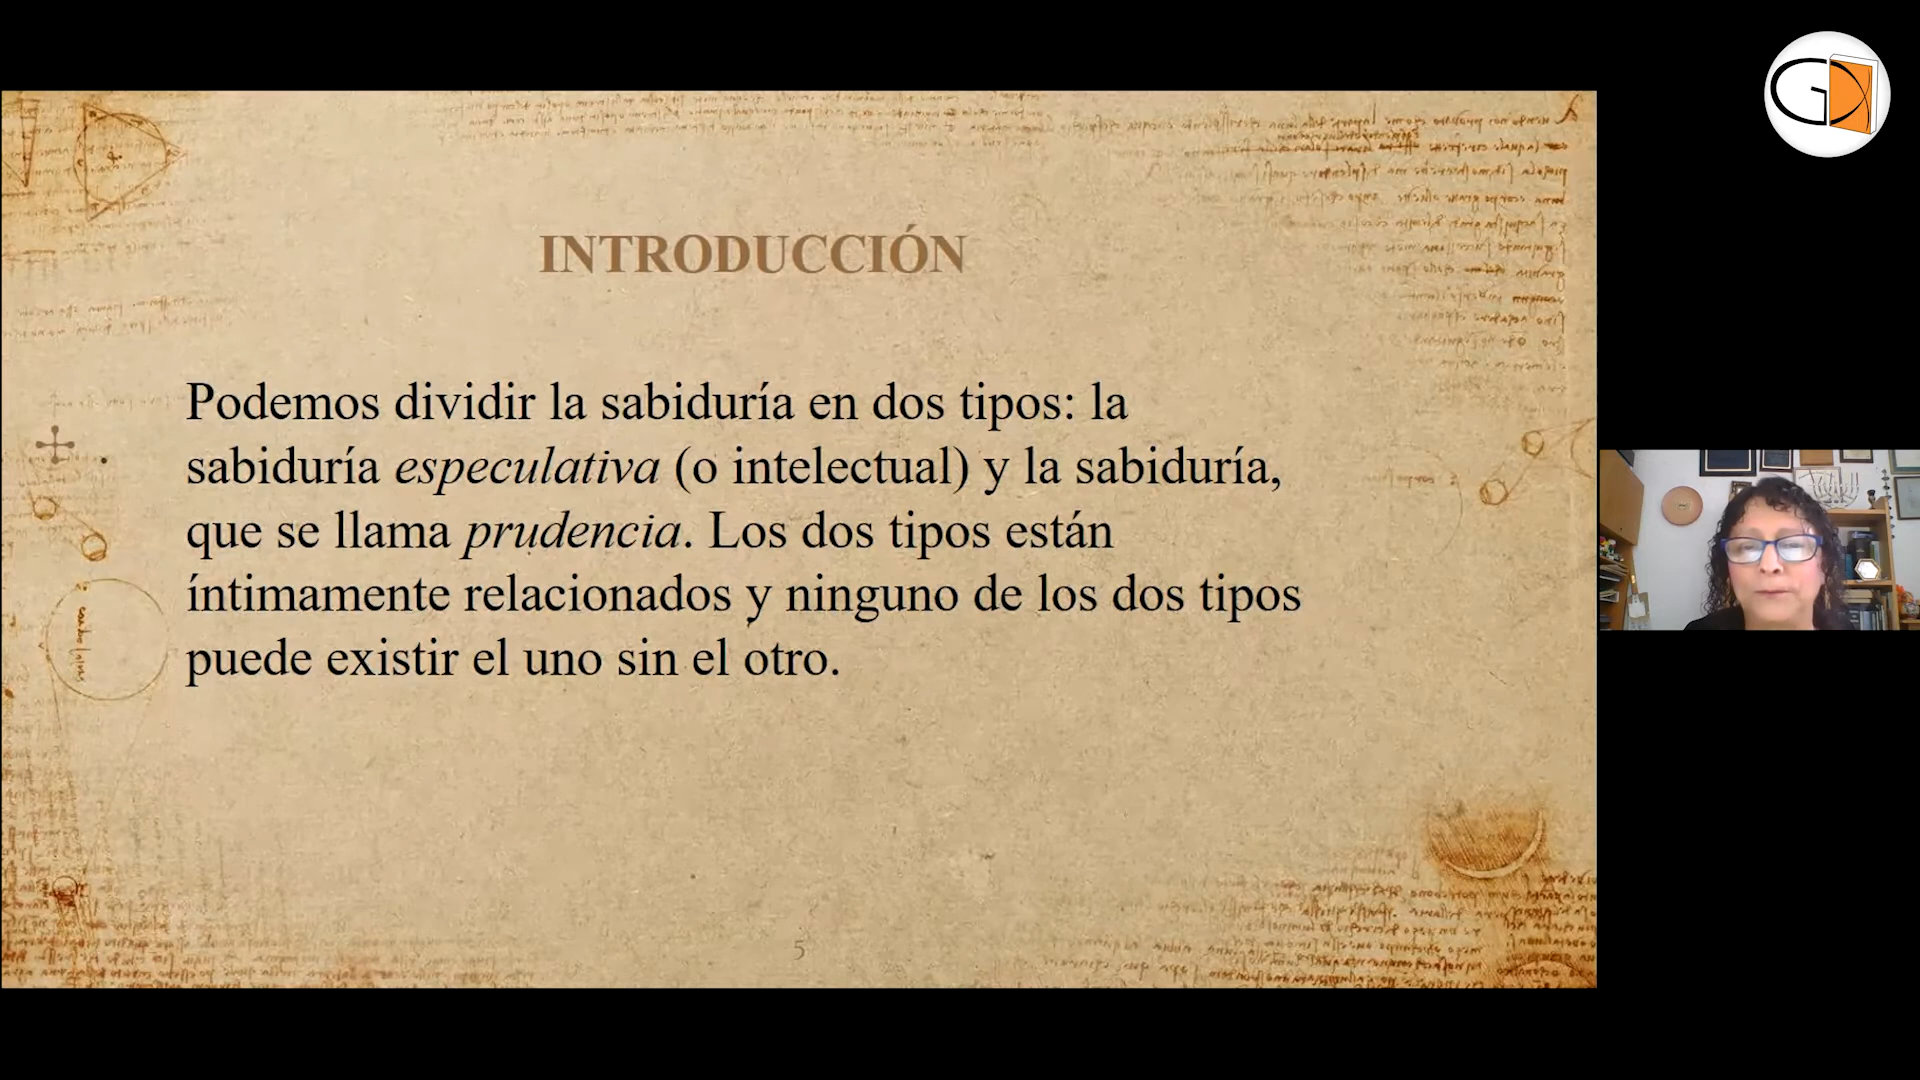 INTRODUCCIÓN
Podemos dividir la sabiduría en dos tipos: la
sabiduría especulativa (o intelectual) y la sabiduría,
que se llama prudencia. Los dos tipos están
íntimamente relacionados y ninguno de los dos tipos
puede existir el uno sin el otro.
5